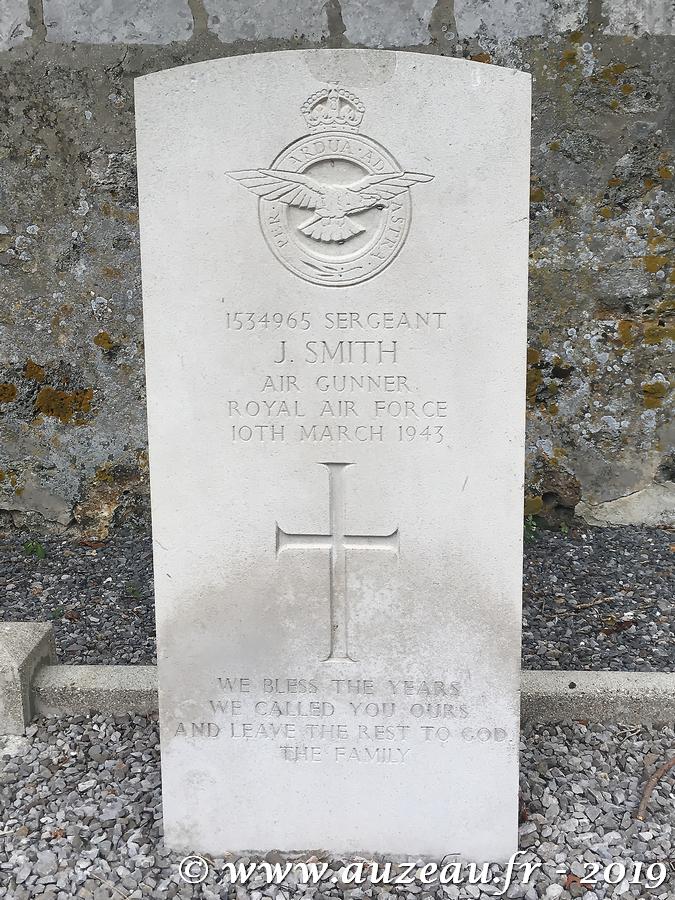 PER · ARDUA · AD · ASTRA
1534965 SERGEANT
J. SMITH
AIR GUNNER
ROYAL AIR FORCE
10TH MARCH 1943
WE BLESS THE YEARS
WE CALLED YOU OURS
AND LEAVE THE REST TO GOD.
THE FAMILY
© www.auzeau.fr - 2019